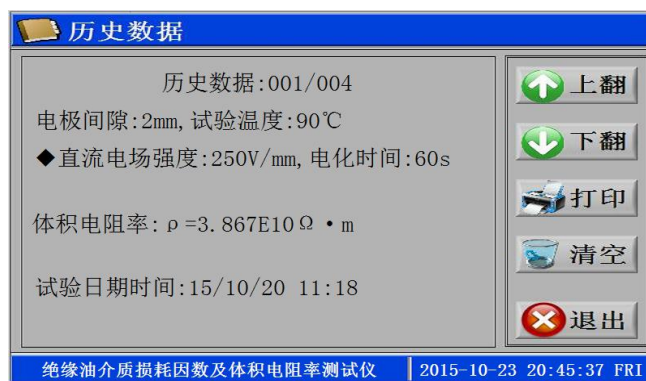 历史数据
历史数据:001/004
电极间隙:2mm,试验温度:90℃
◆直流电场强度:250V/mm,电化时间:60s
体积电阻率: ρ=3.867E10Ω•m
试验日期时间:15/10/20 11:18
上翻
下翻
打印
清空
退出
绝缘油介质损耗因数及体积电阻率测试仪
2015-10-23 20:45:37 FRI